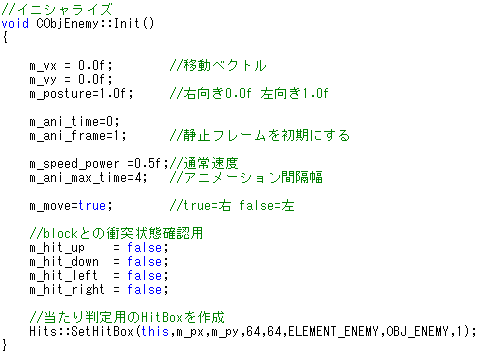 //イニシャライズ
void CObjEnemy::Init()
{
m_vx = 0.0f; //移動ベクトル
m_vy = 0.0f;
m_posture=1.0f; //右向き0.0f 左向き1.0f
m_ani_time=0;
m_ani_frame=1; //静止フレームを初期にする
m_speed_power =0.5f;//通常速度
m_ani_max_time=4; //アニメーション間隔幅
m_move=true; //true=右 false=左
//blockとの衝突状態確認用
m_hit_up = false;
m_hit_down = false;
m_hit_left = false;
m_hit_right = false;
//当たり判定用のHitBoxを作成
Hits::SetHitBox(this,m_px,m_py,64,64,ELEMENT_ENEMY,OBJ_ENEMY,1);
}